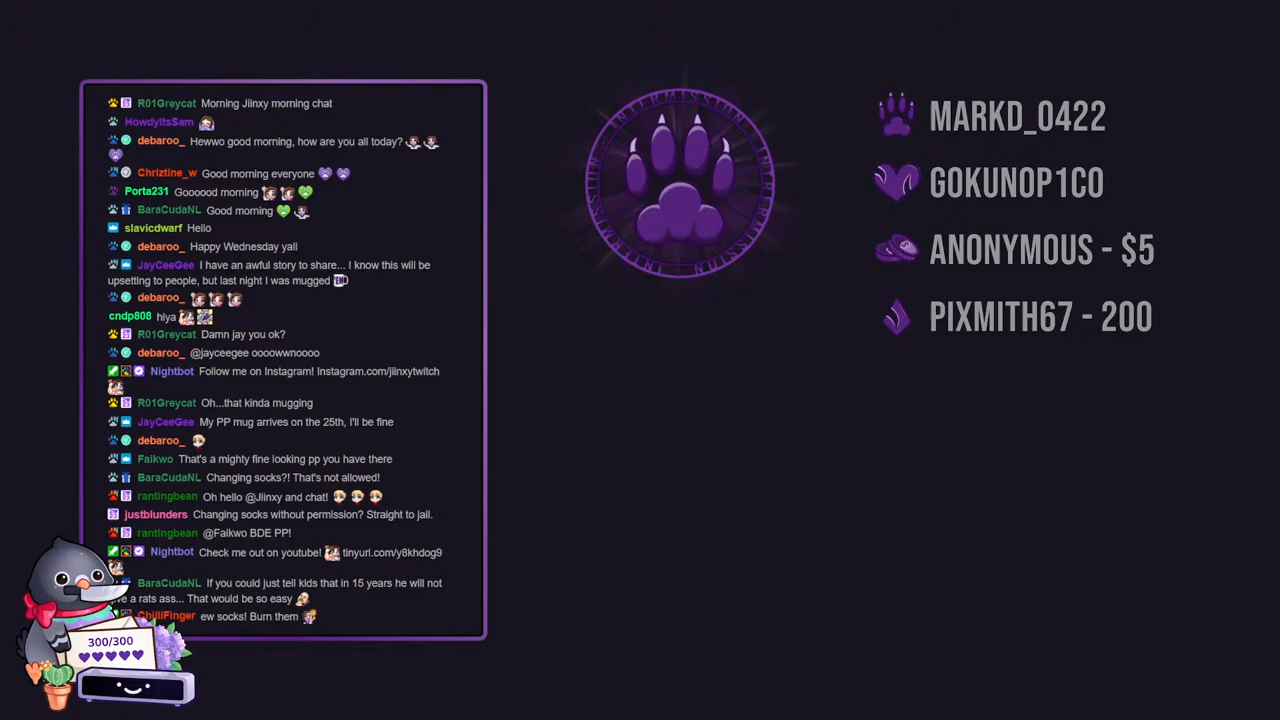 R01Greycat Morning Jiinxy morning chat
HowdyItsSam
debaroo_ Hewwo good morning, how are you all today?
Chriztine_w Good morning everyone
Porta231 Goooood morning
BaraCudaNL Good morning
slavicdwarf Hello
debaroo_ Happy Wednesday yall
JayCeeGee I have an awful story to share... I know this will be
upsetting to people, but last night I was mugged
debaroo_
cndp808 hiya
R01Greycat Damn jay you ok?
debaroo_ @jayceegee oooowwnoooo
Nightbot Follow me on Instagram! Instagram.com/jiinxytwitch
R01Greycat Oh...that kinda mugging
JayCeeGee My PP mug arrives on the 25th, I'll be fine
debaroo_
Faikwo That's a mighty fine looking pp you have there
BaraCudaNL Changing socks?! That's not allowed!
rantingbean Oh hello @Jiinxy and chat!
justblunders Changing socks without permission? Straight to jail.
rantingbean @Faikwo BDE PP!
Nightbot Check me out on youtube! tinyurl.com/y8khdog9
BaraCudaNL If you could just tell kids that in 15 years he will not
a rats ass... That would be so easy
ChilliFinger ew socks! Burn them
300/300
INTERMISSION · INTERMISSION · INTERMISSION
MARKD_0422
GOKUNOP1CO
ANONYMOUS - $5
PIXMITH67 - 200